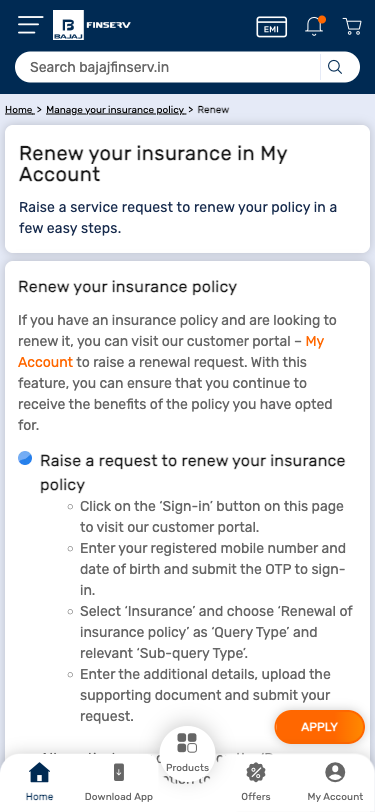 BAJAJ FINSERV
EMI
Search bajajfinserv.in
Home > Manage your insurance policy > Renew
Renew your insurance in My
Account
Raise a service request to renew your policy in a
few easy steps.
Renew your insurance policy
If you have an insurance policy and are looking to
renew it, you can visit our customer portal – My
Account to raise a renewal request. With this
feature, you can ensure that you continue to
receive the benefits of the policy you have opted
for.
Raise a request to renew your insurance
policy
Click on the ‘Sign-in’ button on this page
to visit our customer portal.
Enter your registered mobile number and
date of birth and submit the OTP to sign-
in.
Select ‘Insurance’ and choose ‘Renewal of
insurance policy’ as ‘Query Type’ and
relevant ‘Sub-query Type’.
Enter the additional details, upload the
supporting document and submit your
request.
APPLY
Home
Download App
Products
Offers
My Account